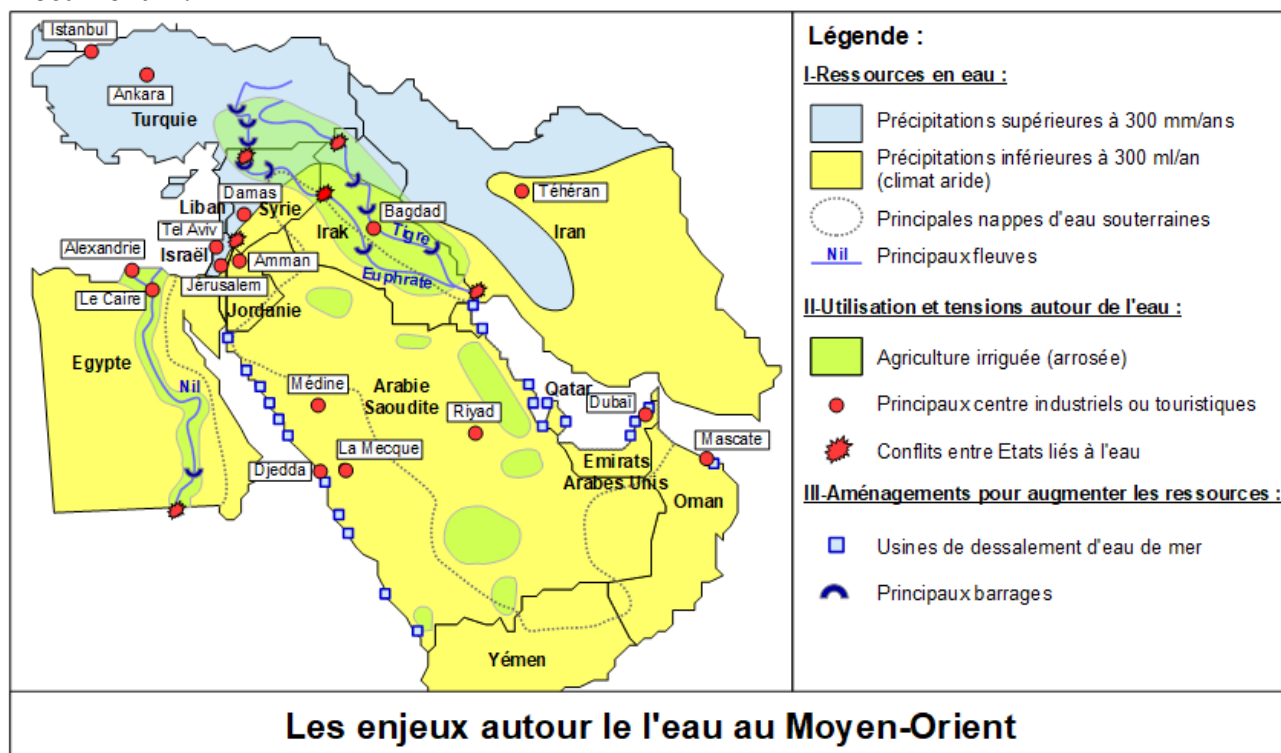 Istanbul
Ankara
Turquie
Damas
Liban
Syrie
Tel Aviv
Bagdad
Irak
Tigre
Téhéran
Iran
Alexandrie
Israël
Amman
Jérusalem
Euphrate
Le Caire
Jordanie
Egypte
Nil
Médine
Arabie
Saoudite
Riyad
Qatar
Dubaï
La Mecque
Mascate
Djedda
Emirats
Arabes Unis
Oman
Yémen
Légende :
I-Ressources en eau :
Précipitations supérieures à 300 mm/ans
Précipitations inférieures à 300 ml/an
(climat aride)
Principales nappes d'eau souterraines
Nil Principaux fleuves
II-Utilisation et tensions autour de l'eau :
Agriculture irriguée (arrosée)
Principaux centre industriels ou touristiques
Conflits entre Etats liés à l'eau
III-Aménagements pour augmenter les ressources :
Usines de dessalement d'eau de mer
Principaux barrages
Les enjeux autour le l'eau au Moyen-Orient